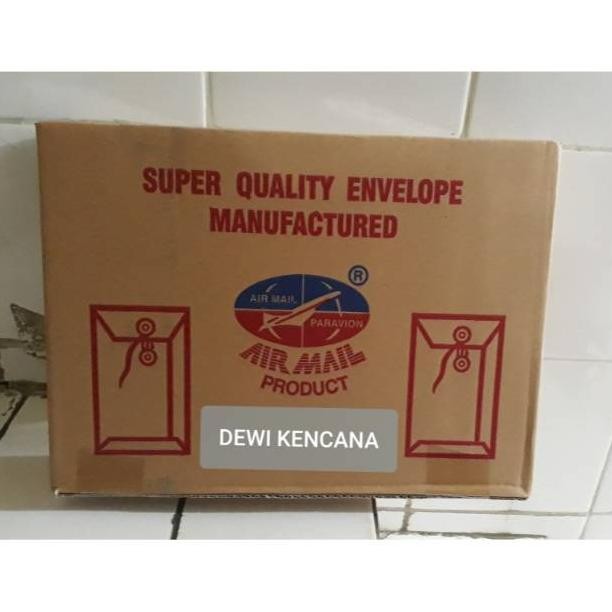 SUPER QUALITY ENVELOPE
MANUFACTURED
®
AIR MAIL
PARAVION
AIR MAIL
PRODUCT
DEWI KENCANA